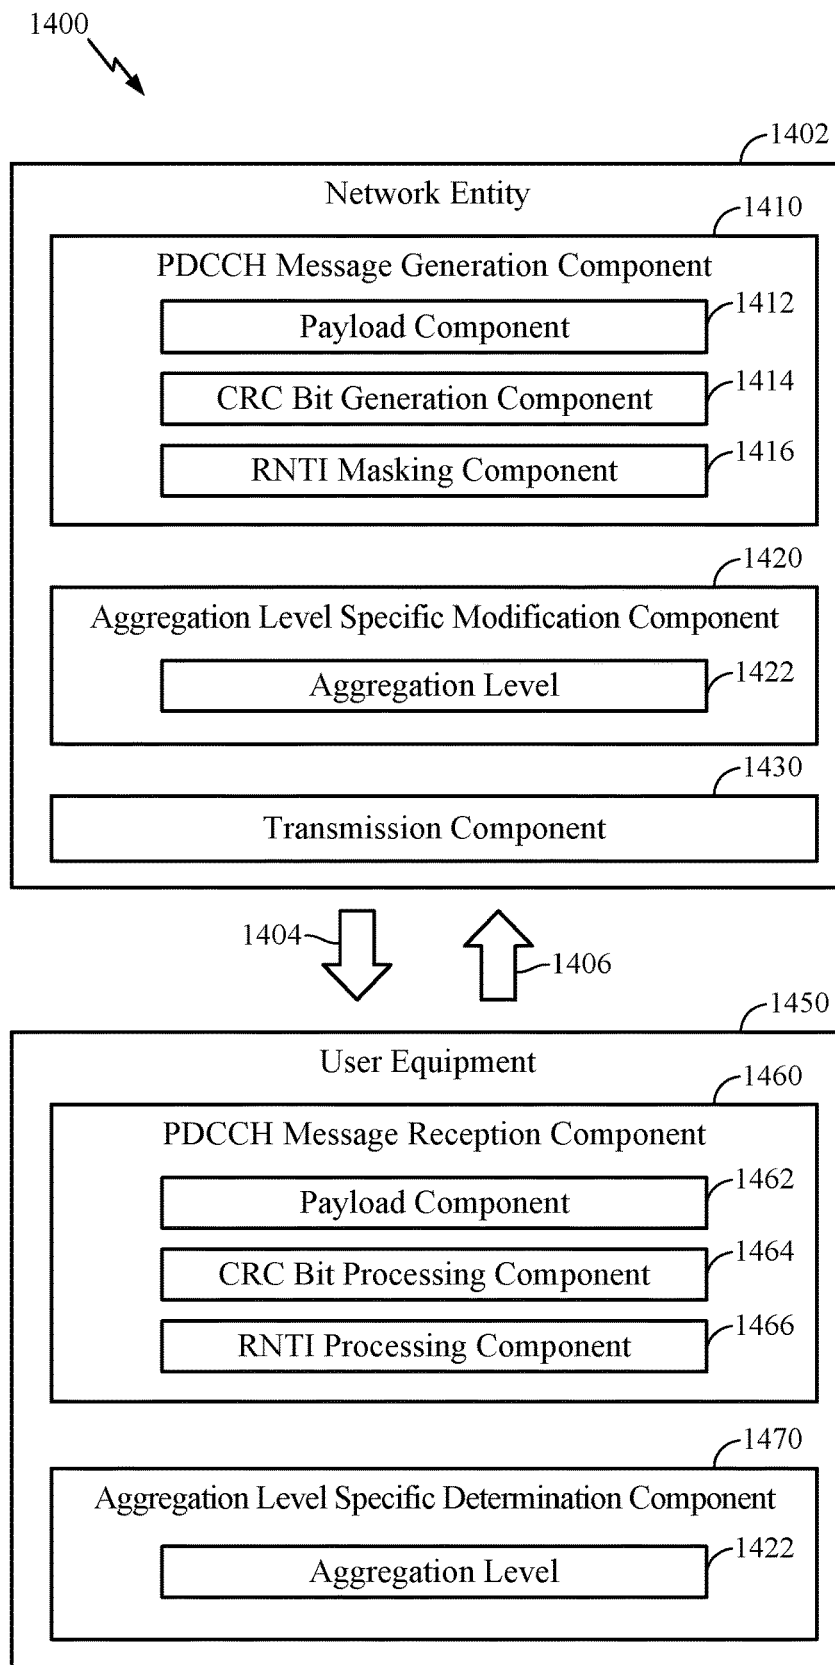 1400
1402
Network Entity
1410
PDCCH Message Generation Component
1412
Payload Component
1414
CRC Bit Generation Component
1416
RNTI Masking Component
1420
Aggregation Level Specific Modification Component
1422
Aggregation Level
1430
Transmission Component
1404
1406
1450
User Equipment
1460
PDCCH Message Reception Component
1462
Payload Component
1464
CRC Bit Processing Component
1466
RNTI Processing Component
1470
Aggregation Level Specific Determination Component
1422
Aggregation Level